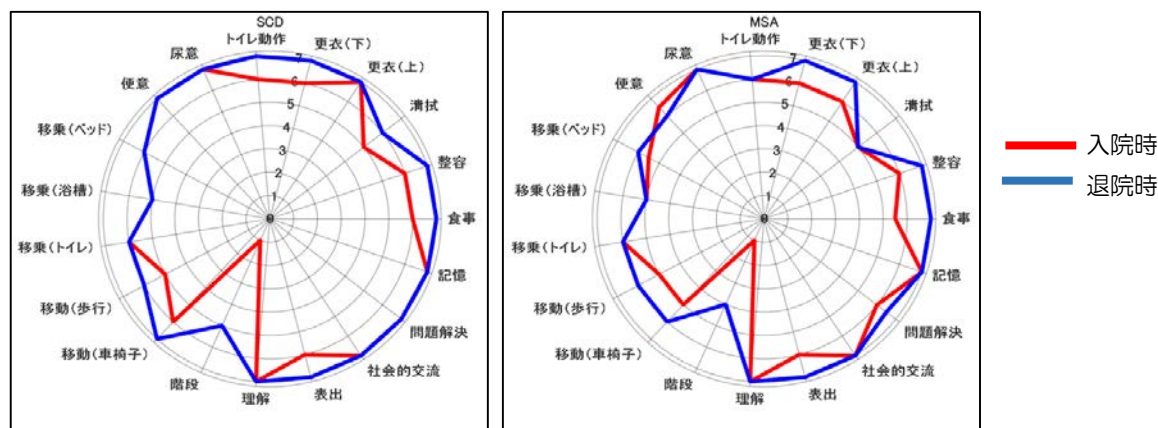 SCD
トイレ動作
更衣(下)
更衣(上)
清拭
整容
食事
記憶
問題解決
社会的交流
表出
理解
階段
移動(車椅子)
移動(歩行)
移乗(トイレ)
移乗(浴槽)
移乗(ベッド)
便意
尿意
7
6
5
4
3
2
1
0
MSA
トイレ動作
更衣(下)
更衣(上)
清拭
整容
食事
記憶
問題解決
社会的交流
表出
理解
階段
移動(車椅子)
移動(歩行)
移乗(トイレ)
移乗(浴槽)
移乗(ベッド)
便意
尿意
7
6
5
4
3
2
1
0
入院時
退院時